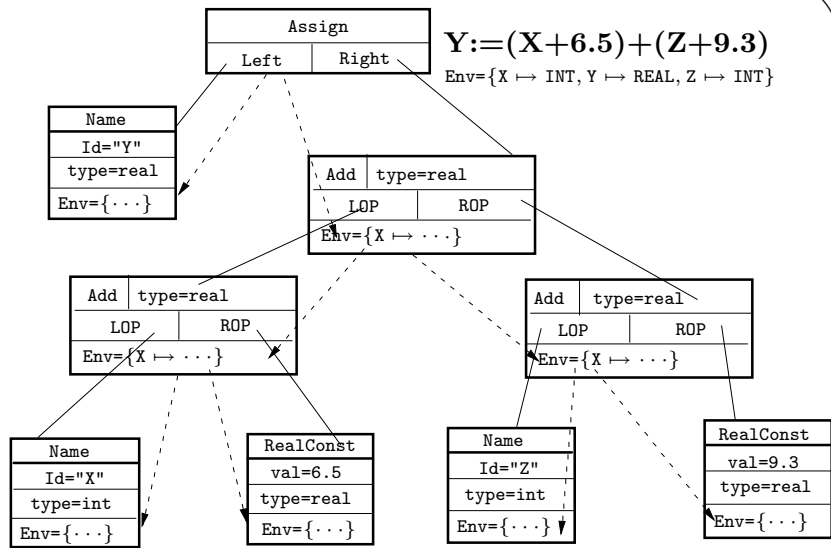 Assign
Left Right
Y:=(X+6.5)+(Z+9.3)
Env={X ↦ INT, Y ↦ REAL, Z ↦ INT}
Name
Id="Y"
type=real
Env={···}
Add type=real
LOP ROP
Env={X ↦ ···}
Add type=real
LOP ROP
Env={X ↦ ···}
Add type=real
LOP ROP
Env={X ↦ ···}
Name
Id="X"
type=int
Env={···}
RealConst
val=6.5
type=real
Env={···}
Name
Id="Z"
type=int
Env={···}
RealConst
val=9.3
type=real
Env={···}